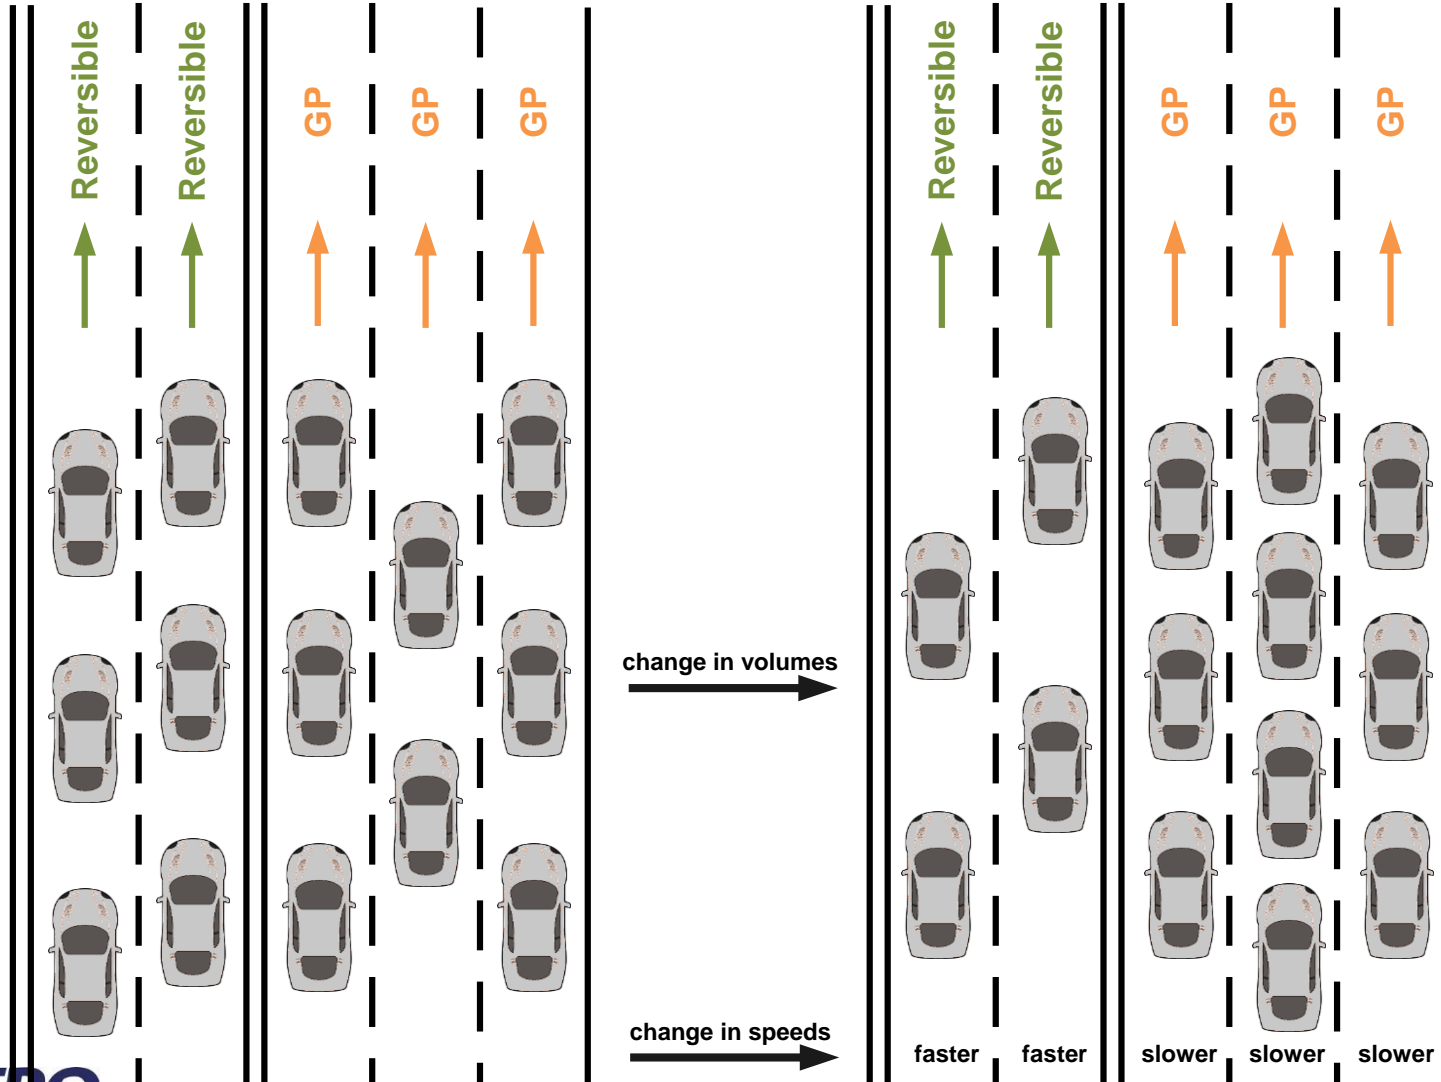 Reversible
Reversible
GP
GP
GP
Reversible
Reversible
GP
GP
GP
change in volumes
change in speeds
faster
faster
slower
slower
slower